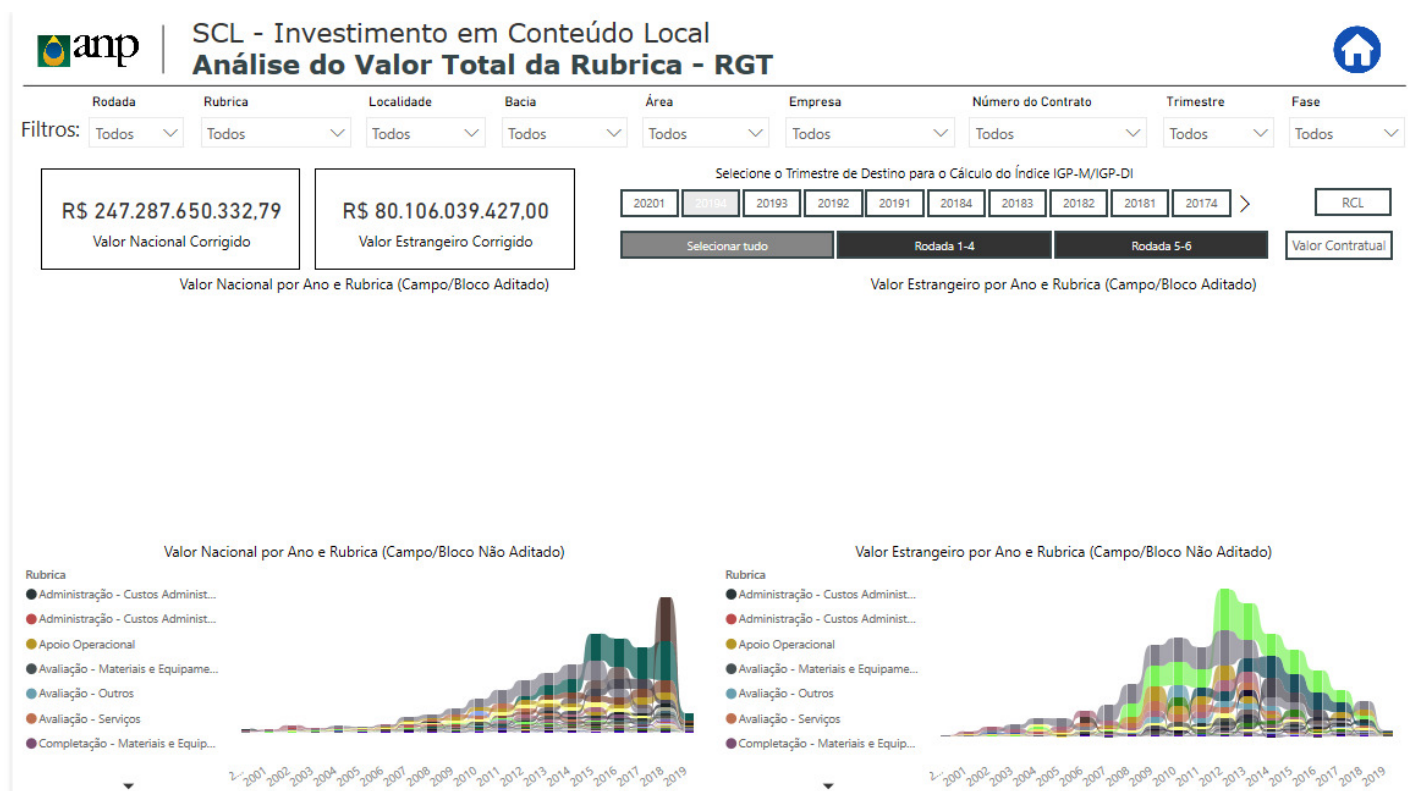 anp
SCL - Investimento em Conteúdo Local
Análise do Valor Total da Rubrica - RGT
Filtros:
Rodada Rubrica Localidade Bacia Área Empresa Número do Contrato Trimestre Fase
Todos Todos Todos Todos Todos Todos Todos Todos Todos
R$ 247.287.650.332,79
Valor Nacional Corrigido
R$ 80.106.039.427,00
Valor Estrangeiro Corrigido
Selecione o Trimestre de Destino para o Cálculo do Índice IGP-M/IGP-DI
20201 20194 20193 20192 20191 20184 20183 20182 20181 20174
RCL
Selecionar tudo Rodada 1-4 Rodada 5-6
Valor Contratual
Valor Nacional por Ano e Rubrica (Campo/Bloco Aditado)
Valor Estrangeiro por Ano e Rubrica (Campo/Bloco Aditado)
Valor Nacional por Ano e Rubrica (Campo/Bloco Não Aditado)
Rubrica
Administração - Custos Administ...
Administração - Custos Administ...
Apoio Operacional
Avaliação - Materiais e Equipame...
Avaliação - Outros
Avaliação - Serviços
Completação - Materiais e Equip...
2... 2001 2002 2003 2004 2005 2006 2007 2008 2009 2010 2011 2012 2013 2014 2015 2016 2017 2018 2019
Valor Estrangeiro por Ano e Rubrica (Campo/Bloco Não Aditado)
Rubrica
Administração - Custos Administ...
Administração - Custos Administ...
Apoio Operacional
Avaliação - Materiais e Equipame...
Avaliação - Outros
Avaliação - Serviços
Completação - Materiais e Equip...
2... 2001 2002 2003 2004 2005 2006 2007 2008 2009 2010 2011 2012 2013 2014 2015 2016 2017 2018 2019